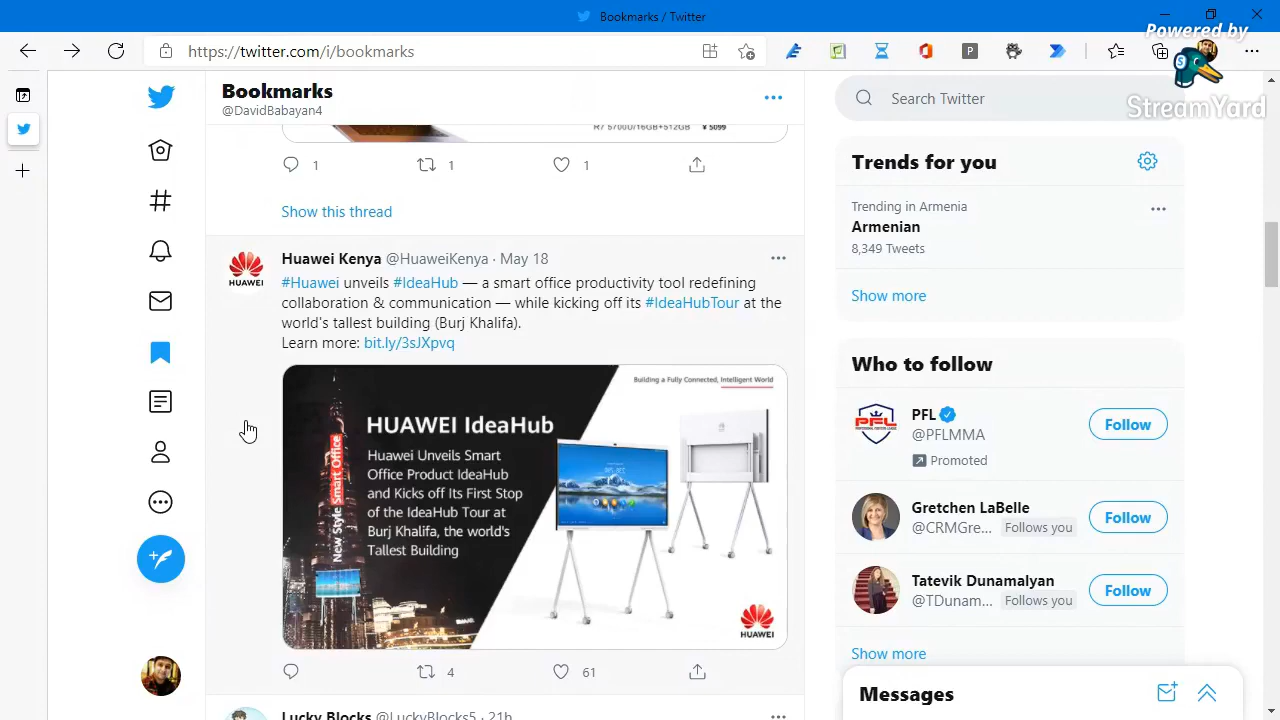 Bookmarks / Twitter
https://twitter.com/i/bookmarks
Powered by
StreamYard
Bookmarks
@DavidBabayan4
Search Twitter
R7 5700U/16GB+512GB ¥ 5099
1 1 1
Show this thread
Huawei Kenya @HuaweiKenya · May 18
#Huawei unveils #IdeaHub — a smart office productivity tool redefining
collaboration & communication — while kicking off its #IdeaHubTour at the
world's tallest building (Burj Khalifa).
Learn more: bit.ly/3sJXpvq
HUAWEI
Building a Fully Connected, Intelligent World
New Style Smart Office
HUAWEI IdeaHub
Huawei Unveils Smart
Office Product IdeaHub
and Kicks off Its First Stop
of the IdeaHub Tour at
Burj Khalifa, the world's
Tallest Building
HUAWEI
4 61
Lucky Blocks @LuckyBlocks5 · 21h
Trends for you
Trending in Armenia
Armenian
8,349 Tweets
Show more
Who to follow
PFL
@PFLMMA
Promoted
Follow
Gretchen LaBelle
@CRMGre... Follows you
Follow
Tatevik Dunamalyan
@TDunam... Follows you
Follow
Show more
Messages